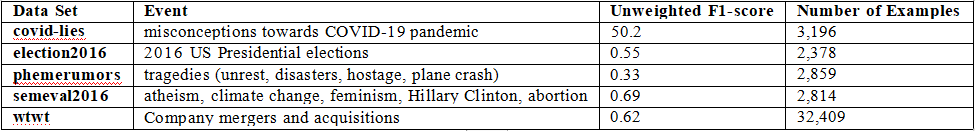 Data Set Event Unweighted F1-score Number of Examples
covid-lies misconceptions towards COVID-19 pandemic 50.2 3,196
election2016 2016 US Presidential elections 0.55 2,378
phemerumors tragedies (unrest, disasters, hostage, plane crash) 0.33 2,859
semeval2016 atheism, climate change, feminism, Hillary Clinton, abortion 0.69 2,814
wtwt Company mergers and acquisitions 0.62 32,409